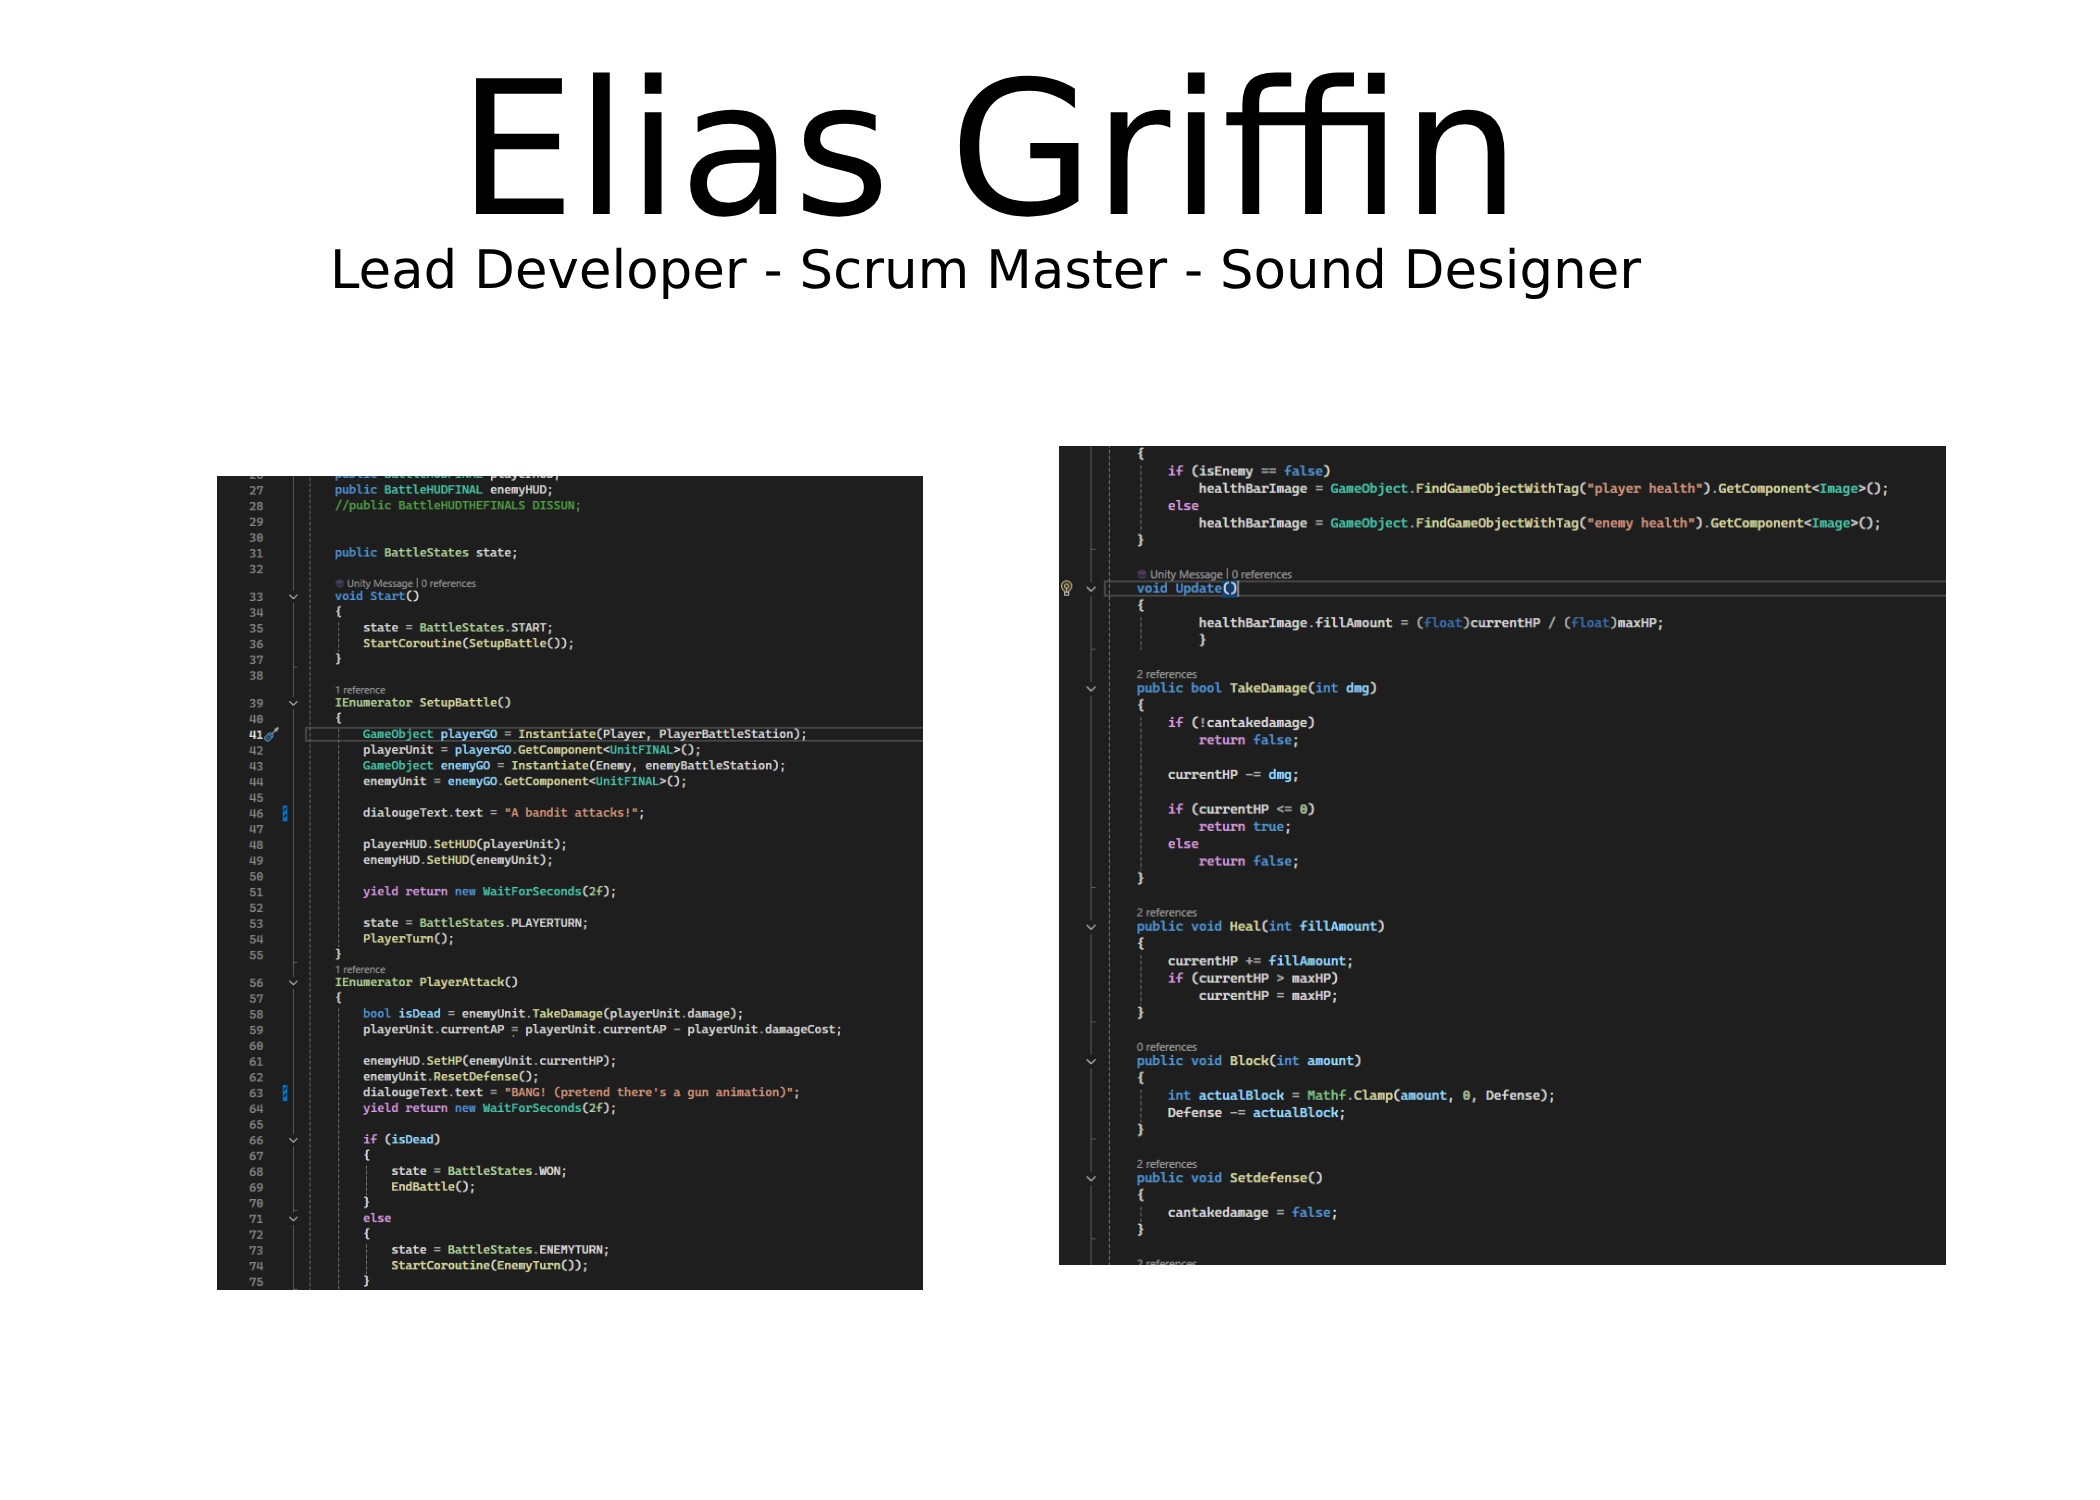 Elias Griffin
Lead Developer - Scrum Master - Sound Designer
27 public BattleHUDFINAL enemyHUD;
28 //public BattleHUDTHEFINALS DISSUN;
29
30
31 public BattleStates state;
32
Unity Message | 0 references
33 void Start()
34 {
35 state = BattleStates.START;
36 StartCoroutine(SetupBattle());
37 }
38
1 reference
39 IEnumerator SetupBattle()
40 {
41 GameObject playerGO = Instantiate(Player, PlayerBattleStation);
42 playerUnit = playerGO.GetComponent<UnitFINAL>();
43 GameObject enemyGO = Instantiate(Enemy, enemyBattleStation);
44 enemyUnit = enemyGO.GetComponent<UnitFINAL>();
45
46 dialougeText.text = "A bandit attacks!";
47
48 playerHUD.SetHUD(playerUnit);
49 enemyHUD.SetHUD(enemyUnit);
50
51 yield return new WaitForSeconds(2f);
52
53 state = BattleStates.PLAYERTURN;
54 PlayerTurn();
55 }
1 reference
56 IEnumerator PlayerAttack()
57 {
58 bool isDead = enemyUnit.TakeDamage(playerUnit.damage);
59 playerUnit.currentAP = playerUnit.currentAP - playerUnit.damageCost;
60
61 enemyHUD.SetHP(enemyUnit.currentHP);
62 enemyUnit.ResetDefense();
63 dialougeText.text = "BANG! (pretend there's a gun animation)";
64 yield return new WaitForSeconds(2f);
65
66 if (isDead)
67 {
68 state = BattleStates.WON;
69 EndBattle();
70 }
71 else
72 {
73 state = BattleStates.ENEMYTURN;
74 StartCoroutine(EnemyTurn());
75 }
{
if (isEnemy == false)
healthBarImage = GameObject.FindGameObjectWithTag("player health").GetComponent<Image>();
else
healthBarImage = GameObject.FindGameObjectWithTag("enemy health").GetComponent<Image>();
}
Unity Message | 0 references
void Update()
{
healthBarImage.fillAmount = (float)currentHP / (float)maxHP;
}
2 references
public bool TakeDamage(int dmg)
{
if (!cantakedamage)
return false;
currentHP -= dmg;
if (currentHP <= 0)
return true;
else
return false;
}
2 references
public void Heal(int fillAmount)
{
currentHP += fillAmount;
if (currentHP > maxHP)
currentHP = maxHP;
}
0 references
public void Block(int amount)
{
int actualBlock = Mathf.Clamp(amount, 0, Defense);
Defense -= actualBlock;
}
2 references
public void Setdefense()
{
cantakedamage = false;
}
2 references